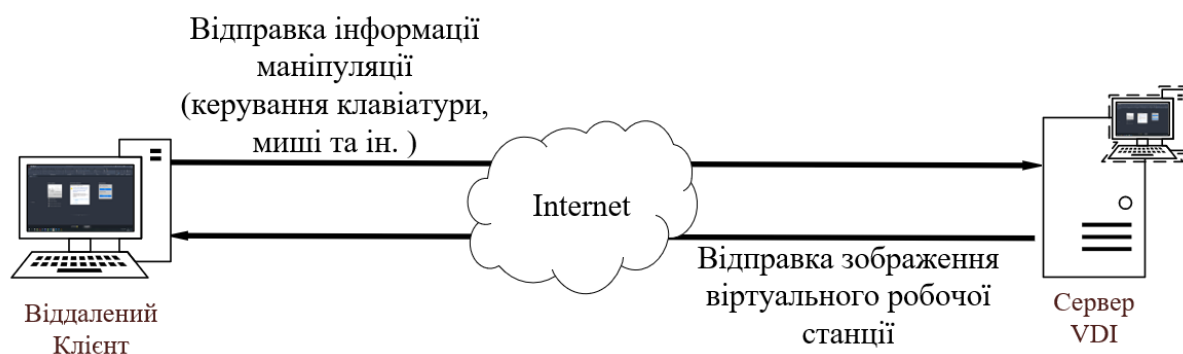 Відправка інформації
маніпуляції
(керування клавіатури,
миші та ін. )
Internet
Відправка зображення
віртуального робочої
станції
Віддалений
Клієнт
Сервер
VDI